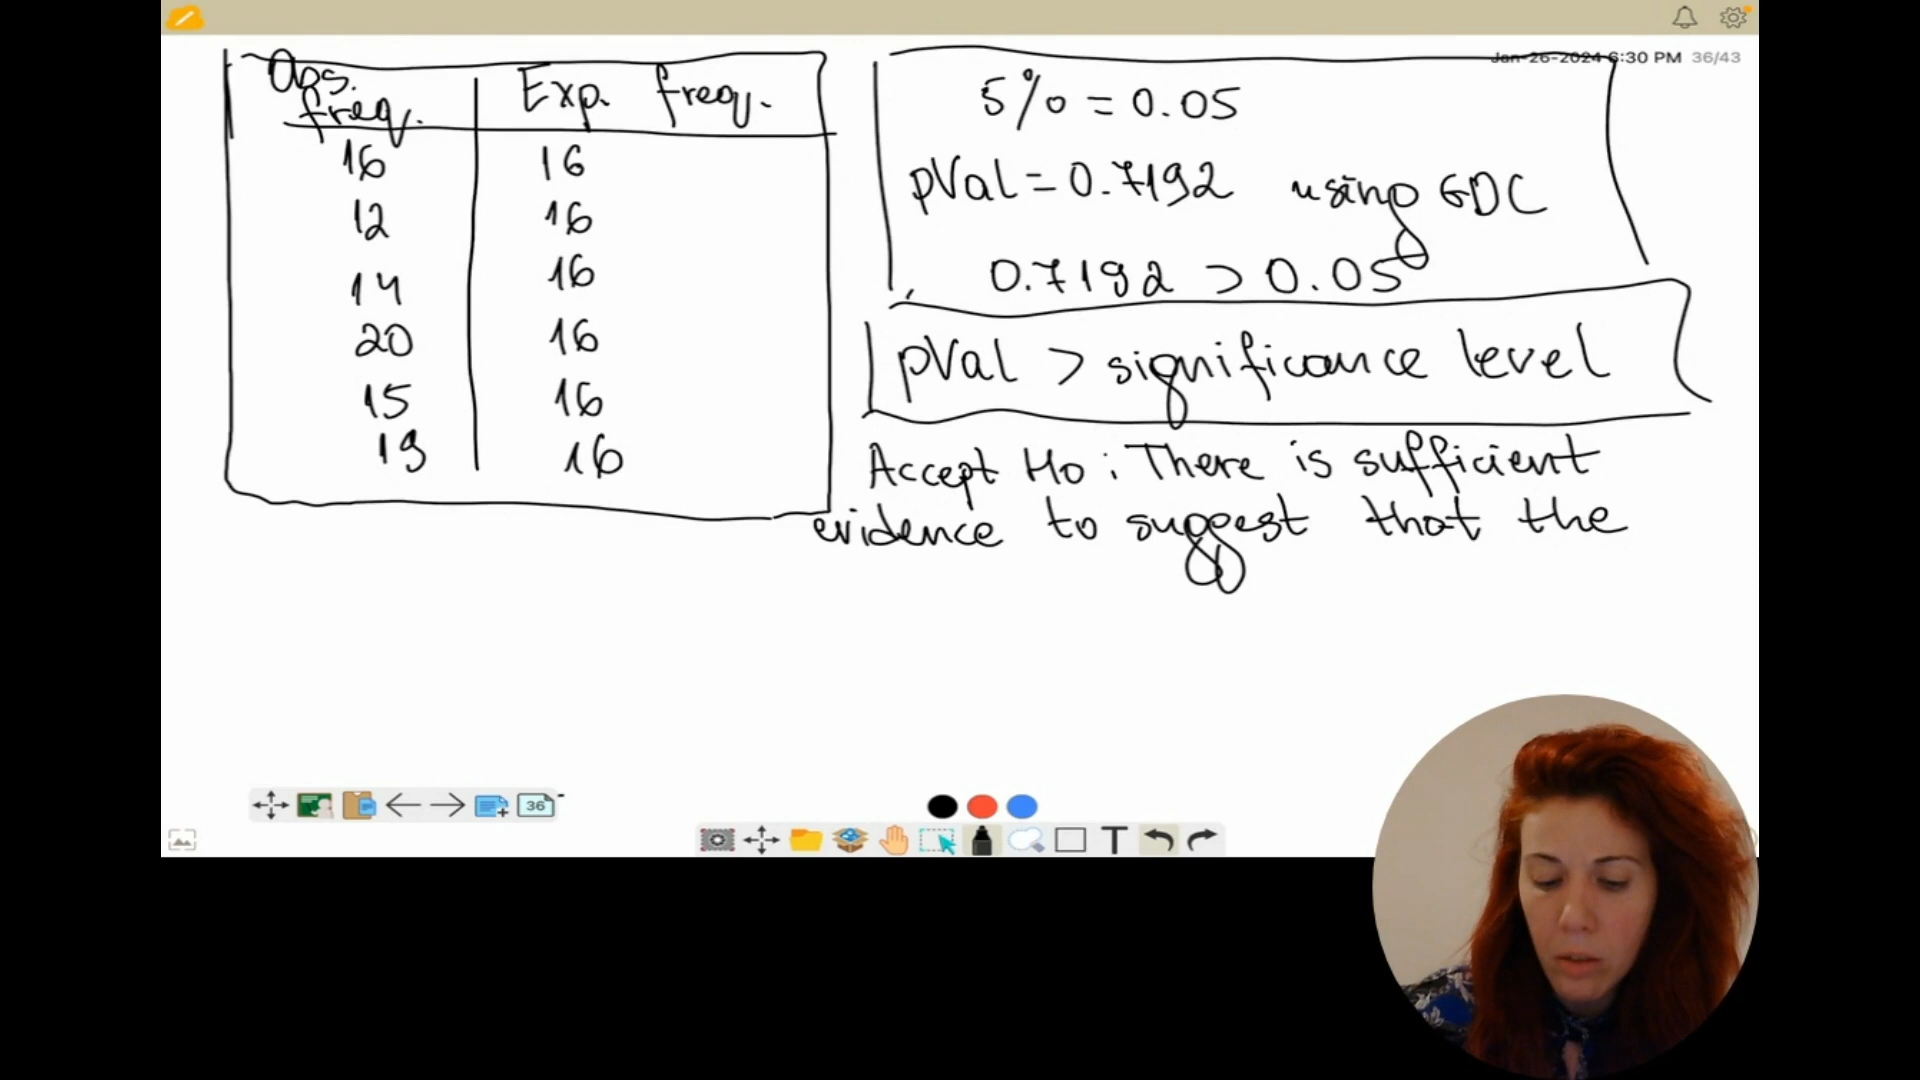 Jan-26-2024 6:30 PM 36/43
Obs. freq. Exp. freq.
16 16
12 16
14 16
20 16
15 16
19 16
5% = 0.05
pVal = 0.7192 using GDC
0.7192 > 0.05
pVal > significance level
Accept Ho : There is sufficient
evidence to suggest that the
36
T